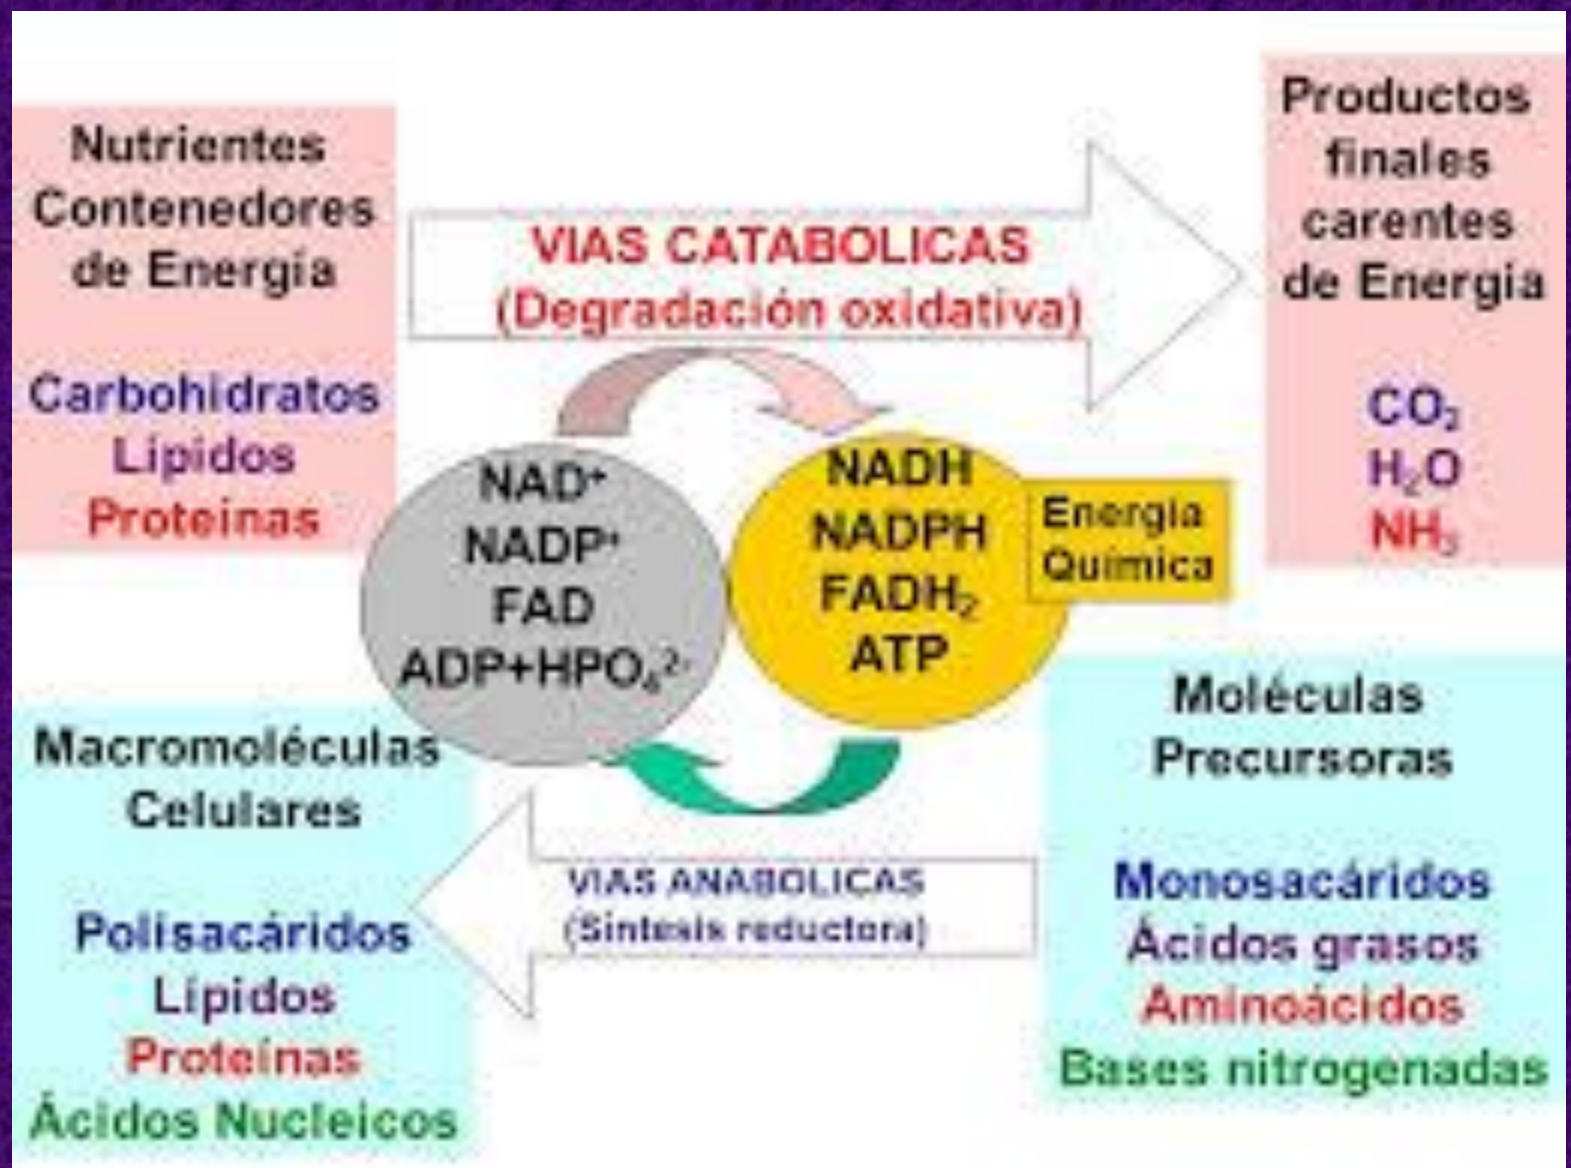 Nutrientes
Contenedores
de Energía
Carbohidratos
Lípidos
Proteínas
VIAS CATABOLICAS
(Degradación oxidativa)
Productos
finales
carentes
de Energía
CO₂
H₂O
NH₃
NAD⁺
NADP⁺
FAD
ADP+HPO₄²⁻
NADH
NADPH
FADH₂
ATP
Energía
Química
Macromoléculas
Celulares
Polisacáridos
Lípidos
Proteínas
Ácidos Nucleicos
VIAS ANABOLICAS
(Síntesis reductora)
Moléculas
Precursoras
Monosacáridos
Ácidos grasos
Aminoácidos
Bases nitrogenadas